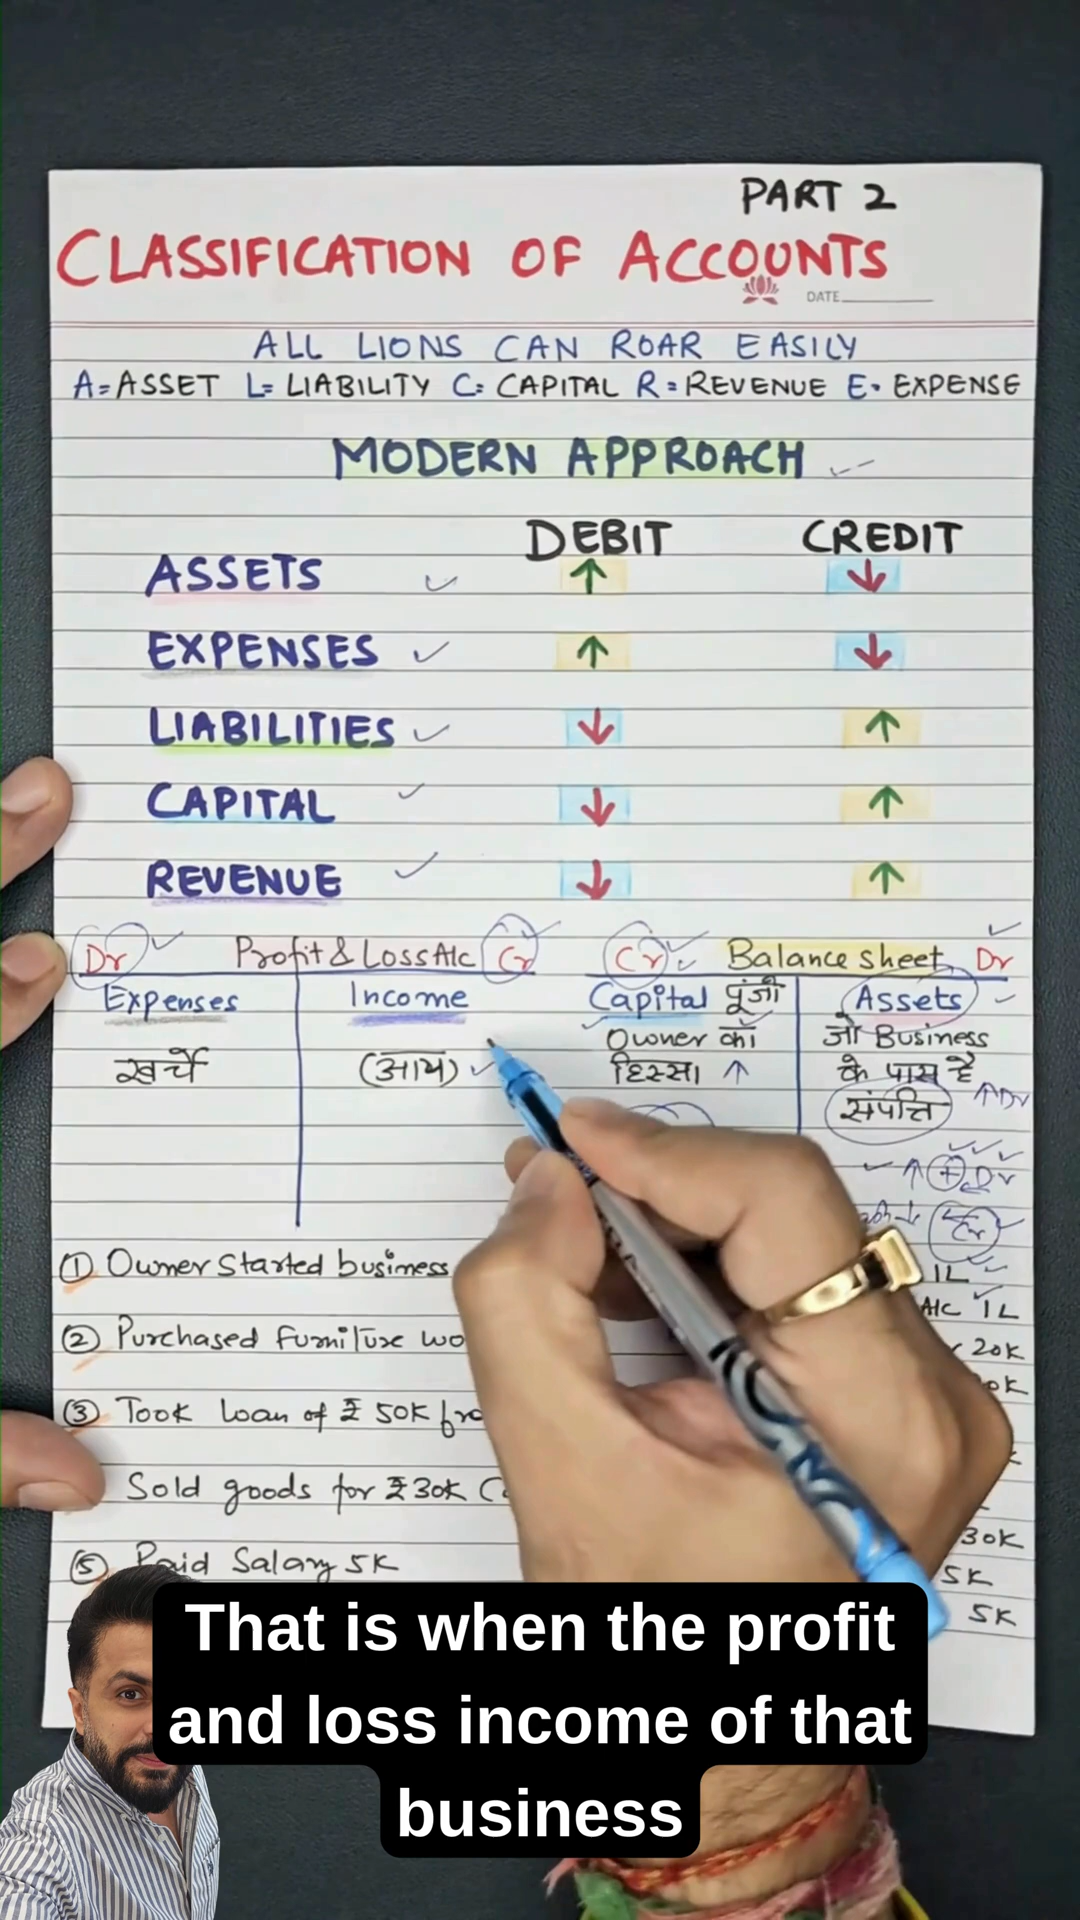 PART 2
CLASSIFICATION OF ACCOUNTS
DATE
ALL LIONS CAN ROAR EASILY
A=ASSET L=LIABILITY C=CAPITAL R=REVENUE E=EXPENSE
MODERN APPROACH
DEBIT CREDIT
ASSETS ↑ ↓
EXPENSES ↑ ↓
LIABILITIES ↓ ↑
CAPITAL ↓ ↑
REVENUE ↓ ↑
Dr Profit & Loss A/c Cr Cr Balance sheet Dr
Expenses Income Capital पूंजी Assets
खर्चे (आय) Owner का जो Business
हिस्सा ↑ के पास है
संपत्ति ↑Dr
↑ + Dr
Cr
① Owner Started business 1L
A/c 1L
② Purchased furniture 20K
③ Took loan of ₹ 50K
Sold goods for ₹30K
30K
⑤ Paid Salary 5K 5K
5K
That is when the profit
and loss income of that
business